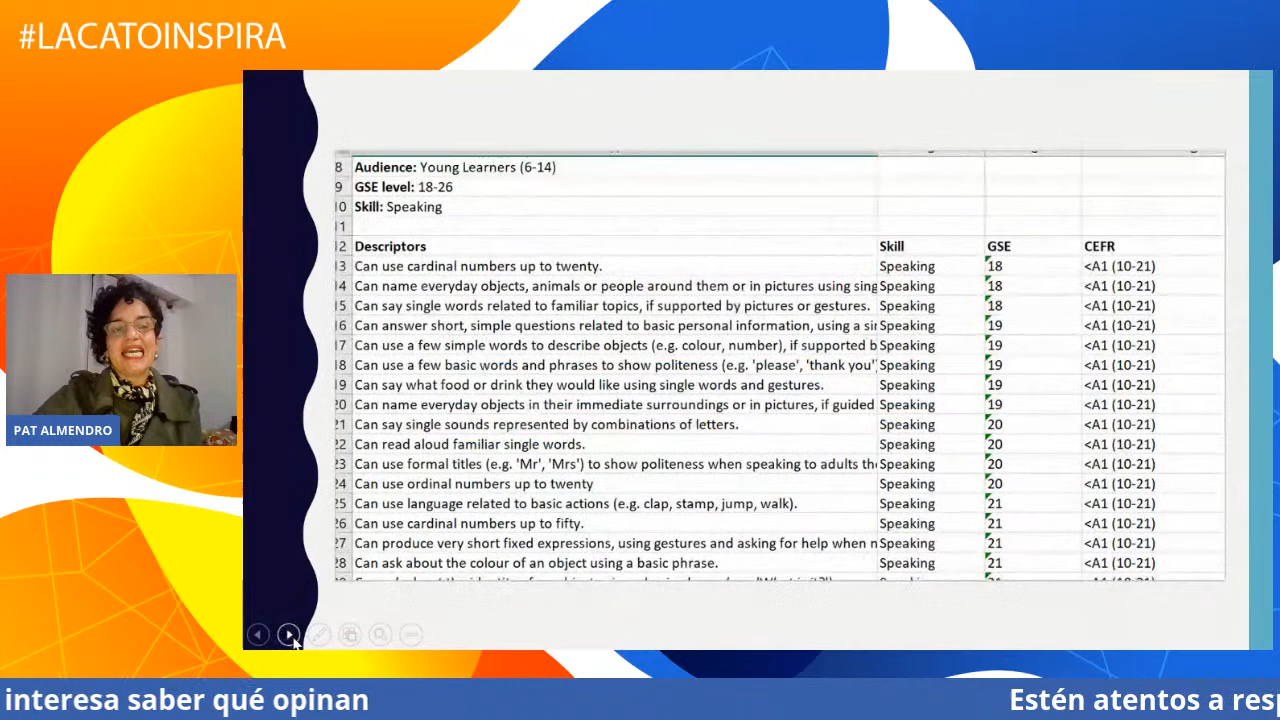 #LACATOINSPIRA
8 Audience: Young Learners (6-14)
9 GSE level: 18-26
10 Skill: Speaking
11
12 Descriptors Skill GSE CEFR
13 Can use cardinal numbers up to twenty. Speaking 18 <A1 (10-21)
14 Can name everyday objects, animals or people around them or in pictures using sing Speaking 18 <A1 (10-21)
15 Can say single words related to familiar topics, if supported by pictures or gestures. Speaking 18 <A1 (10-21)
16 Can answer short, simple questions related to basic personal information, using a sin Speaking 19 <A1 (10-21)
17 Can use a few simple words to describe objects (e.g. colour, number), if supported b Speaking 19 <A1 (10-21)
18 Can use a few basic words and phrases to show politeness (e.g. 'please', 'thank you' Speaking 19 <A1 (10-21)
19 Can say what food or drink they would like using single words and gestures. Speaking 19 <A1 (10-21)
20 Can name everyday objects in their immediate surroundings or in pictures, if guided Speaking 19 <A1 (10-21)
21 Can say single sounds represented by combinations of letters. Speaking 20 <A1 (10-21)
22 Can read aloud familiar single words. Speaking 20 <A1 (10-21)
23 Can use formal titles (e.g. 'Mr', 'Mrs') to show politeness when speaking to adults the Speaking 20 <A1 (10-21)
24 Can use ordinal numbers up to twenty Speaking 20 <A1 (10-21)
25 Can use language related to basic actions (e.g. clap, stamp, jump, walk). Speaking 21 <A1 (10-21)
26 Can use cardinal numbers up to fifty. Speaking 21 <A1 (10-21)
27 Can produce very short fixed expressions, using gestures and asking for help when n Speaking 21 <A1 (10-21)
28 Can ask about the colour of an object using a basic phrase. Speaking 21 <A1 (10-21)
PAT ALMENDRO
interesa saber qué opinan Estén atentos a resp